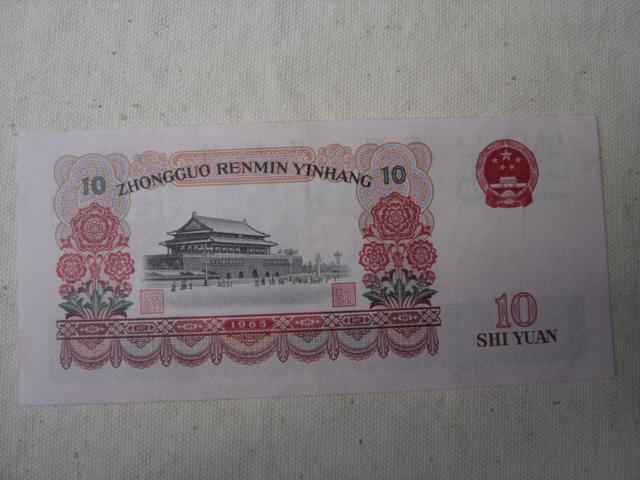 10 ZHONGGUO RENMIN YINHANG 10
1965
10
SHI YUAN